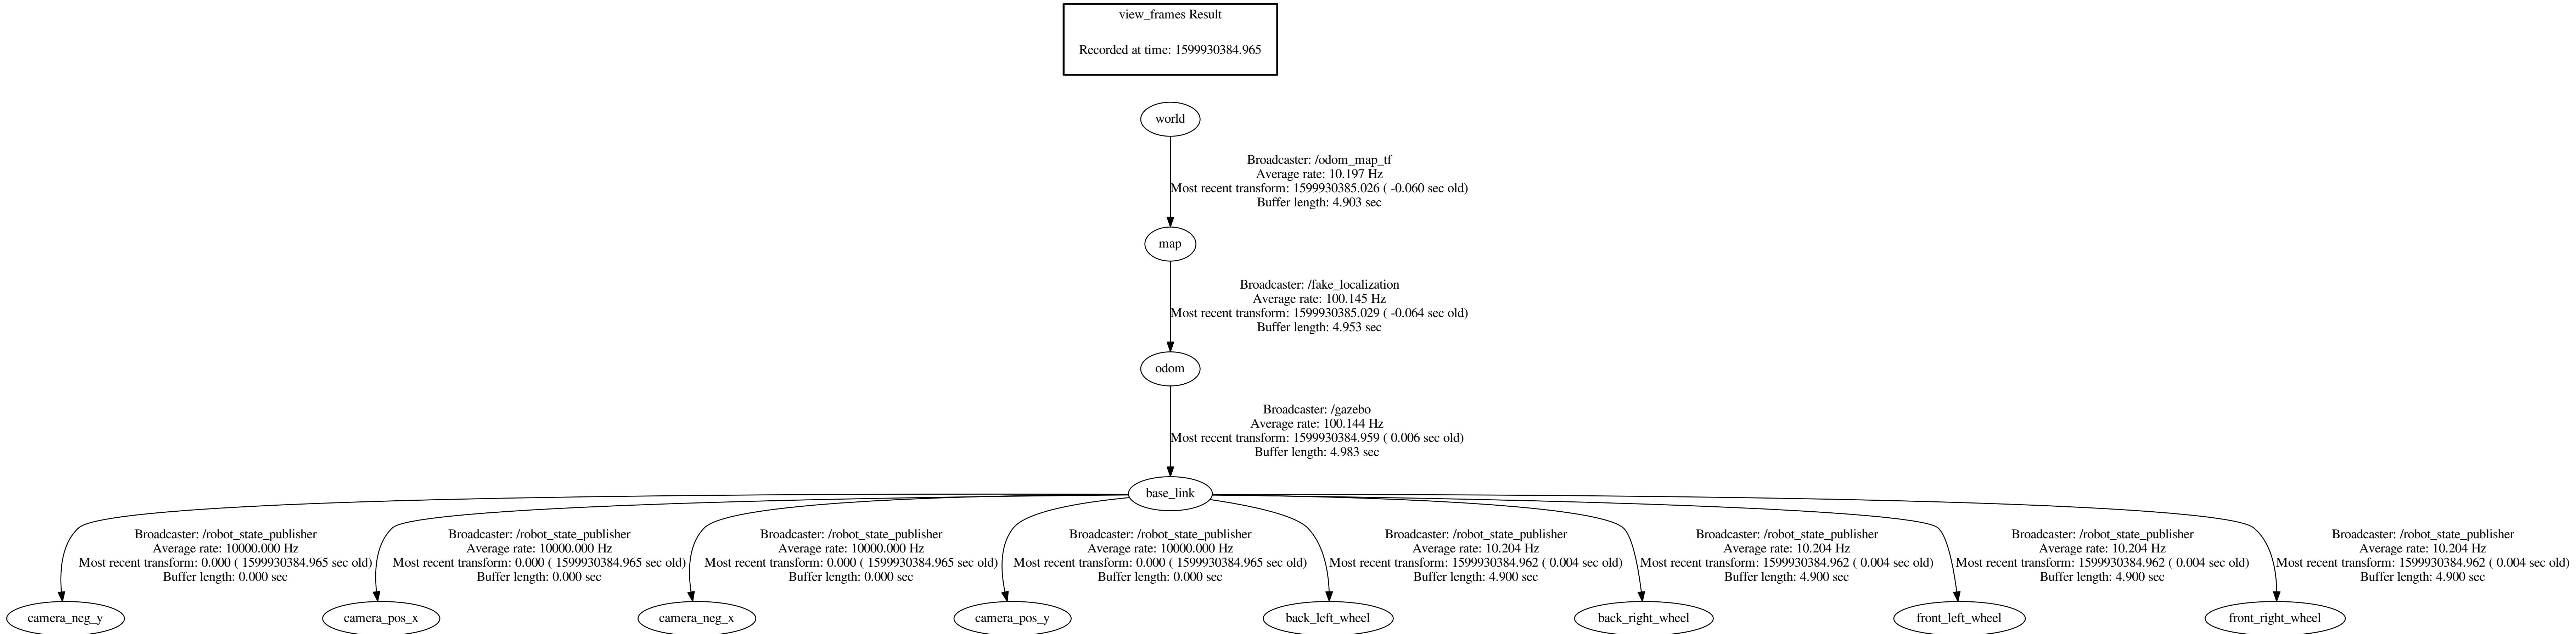 view_frames Result
Recorded at time: 1599930384.965
world
Broadcaster: /odom_map_tf
Average rate: 10.197 Hz
Most recent transform: 1599930385.026 ( -0.060 sec old)
Buffer length: 4.903 sec
map
Broadcaster: /fake_localization
Average rate: 100.145 Hz
Most recent transform: 1599930385.029 ( -0.064 sec old)
Buffer length: 4.953 sec
odom
Broadcaster: /gazebo
Average rate: 100.144 Hz
Most recent transform: 1599930384.959 ( 0.006 sec old)
Buffer length: 4.983 sec
base_link
Broadcaster: /robot_state_publisher
Average rate: 10000.000 Hz
Most recent transform: 0.000 ( 1599930384.965 sec old)
Buffer length: 0.000 sec
Broadcaster: /robot_state_publisher
Average rate: 10000.000 Hz
Most recent transform: 0.000 ( 1599930384.965 sec old)
Buffer length: 0.000 sec
Broadcaster: /robot_state_publisher
Average rate: 10000.000 Hz
Most recent transform: 0.000 ( 1599930384.965 sec old)
Buffer length: 0.000 sec
Broadcaster: /robot_state_publisher
Average rate: 10000.000 Hz
Most recent transform: 0.000 ( 1599930384.965 sec old)
Buffer length: 0.000 sec
Broadcaster: /robot_state_publisher
Average rate: 10.204 Hz
Most recent transform: 1599930384.962 ( 0.004 sec old)
Buffer length: 4.900 sec
Broadcaster: /robot_state_publisher
Average rate: 10.204 Hz
Most recent transform: 1599930384.962 ( 0.004 sec old)
Buffer length: 4.900 sec
Broadcaster: /robot_state_publisher
Average rate: 10.204 Hz
Most recent transform: 1599930384.962 ( 0.004 sec old)
Buffer length: 4.900 sec
Broadcaster: /robot_state_publisher
Average rate: 10.204 Hz
Most recent transform: 1599930384.962 ( 0.004 sec old)
Buffer length: 4.900 sec
camera_neg_y
camera_pos_x
camera_neg_x
camera_pos_y
back_left_wheel
back_right_wheel
front_left_wheel
front_right_wheel